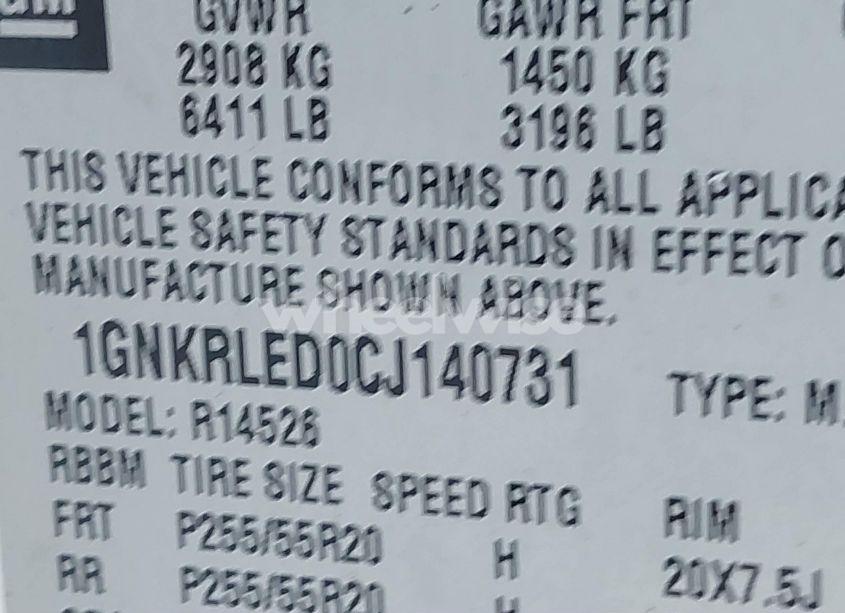 GM
GVWR GAWR FRT
2908 KG 1450 KG
6411 LB 3196 LB
THIS VEHICLE CONFORMS TO ALL APPLICA
VEHICLE SAFETY STANDARDS IN EFFECT O
MANUFACTURE SHOWN ABOVE.
wheelwise
1GNKRLED0CJ140731 TYPE: M.
MODEL: R14526
RBBM TIRE SIZE SPEED RTG RIM
FRT P255/55R20 H 20X7.5J
RR P255/55R20 H